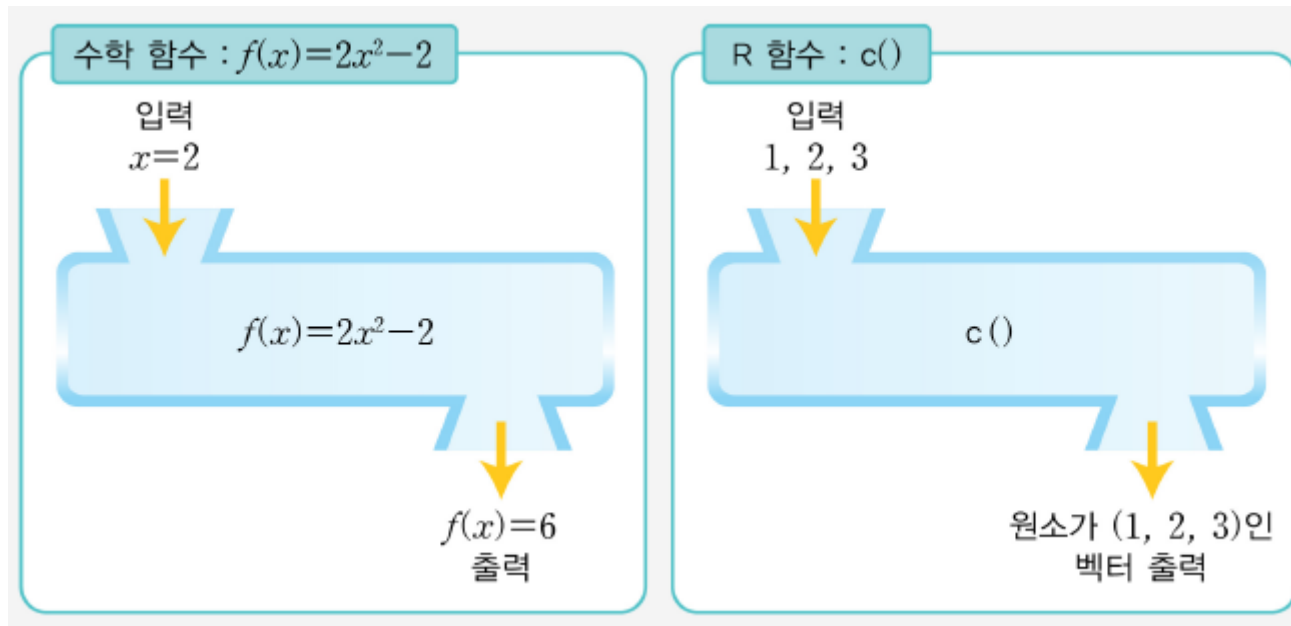 수학 함수 : f(x)=2x²−2
입력
x=2
f(x)=2x²−2
f(x)=6
출력
R 함수 : c()
입력
1, 2, 3
c()
원소가 (1, 2, 3)인
벡터 출력